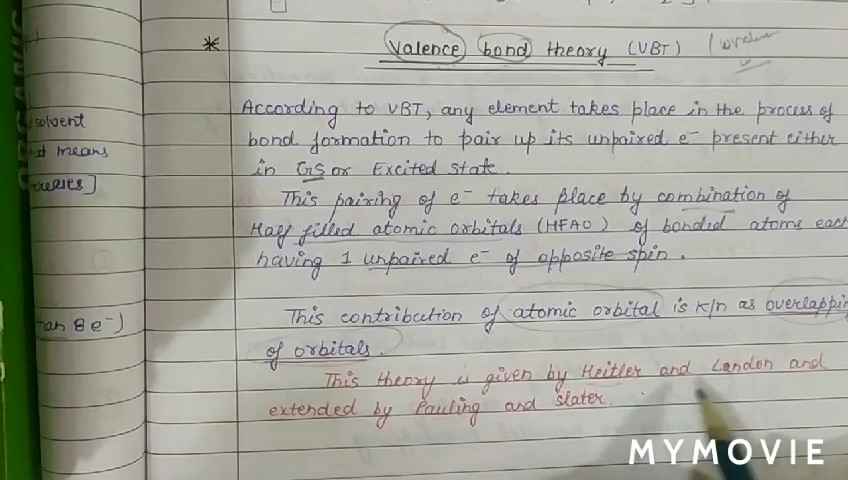 * Valence bond theory (VBT)
According to VBT, any element takes place in the process of
solvent
bond formation to pair up its unpaired e⁻ present either
means
in GS or Excited state.
This pairing of e⁻ takes place by combination of
Half filled atomic orbitals (HFAO) of bonded atoms each
having 1 unpaired e⁻ of opposite spin.
This contribution of atomic orbital is k/n as overlapping
8 e⁻)
of orbitals.
This theory is given by Heitler and London and
extended by Pauling and Slater.
MYMOVIE